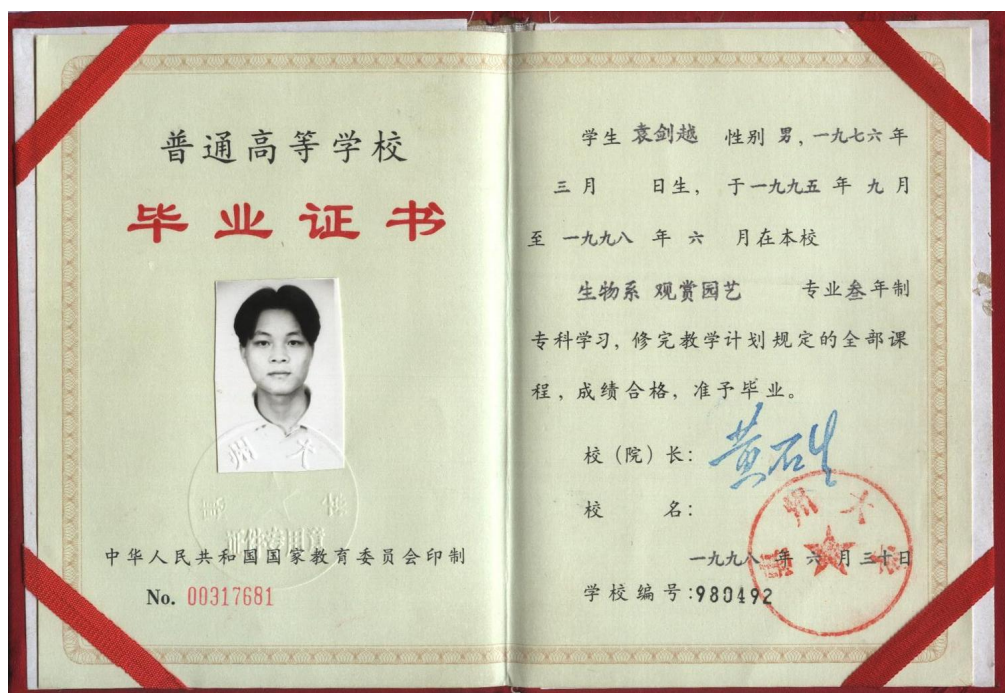 普通高等学校
毕业证书
中华人民共和国国家教育委员会印制
No. 00317681
学生 袁剑越 性别 男, 一九七六年
三月 日生, 于一九九五年 九月
至 一九九八 年 六 月在本校
生物系 观赏园艺 专业叁年制
专科学习, 修完教学计划规定的全部课
程, 成绩合格, 准予毕业。
校(院)长: 黄石生
校 名:
一九九八年六月三十日
学校编号:980492